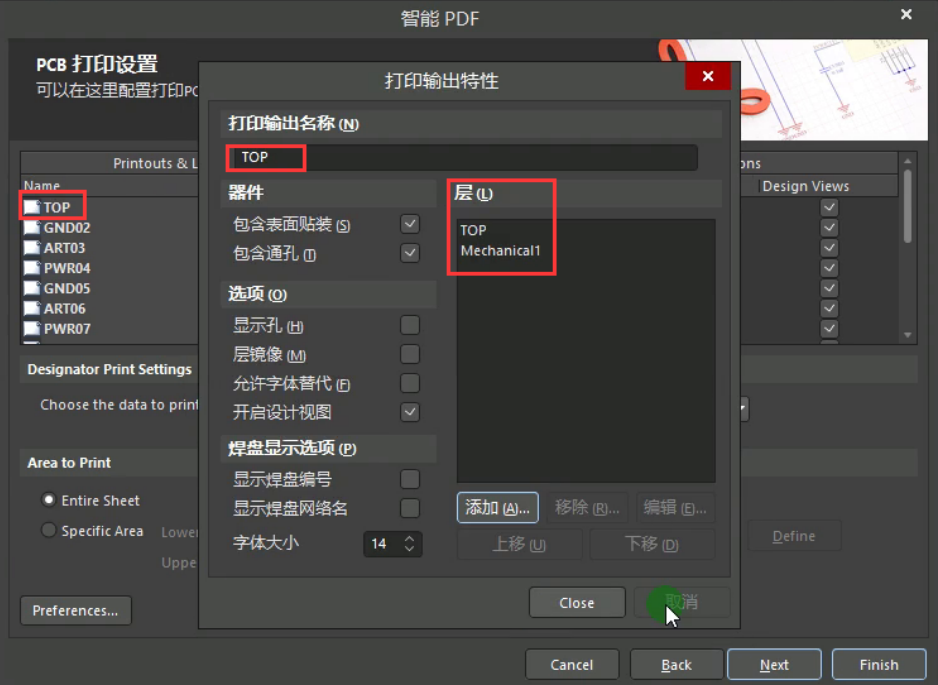 智能 PDF
PCB 打印设置
可以在这里配置打印PC
打印输出特性
打印输出名称 (N)
TOP
Printouts & L
ons
Name
Design Views
TOP
GND02
ART03
PWR04
GND05
ART06
PWR07
器件
包含表面贴装 (S)
包含通孔 (T)
选项 (O)
显示孔 (H)
层镜像 (M)
允许字体替代 (F)
开启设计视图
焊盘显示选项 (P)
显示焊盘编号
显示焊盘网络名
字体大小
14
层 (L)
TOP
Mechanical1
添加 (A)...
移除 (R)...
编辑 (E)...
上移 (U)
下移 (D)
Close
取消
Designator Print Settings
Choose the data to print
Area to Print
Entire Sheet
Specific Area
Lower
Uppe
Define
Preferences...
Cancel
Back
Next
Finish